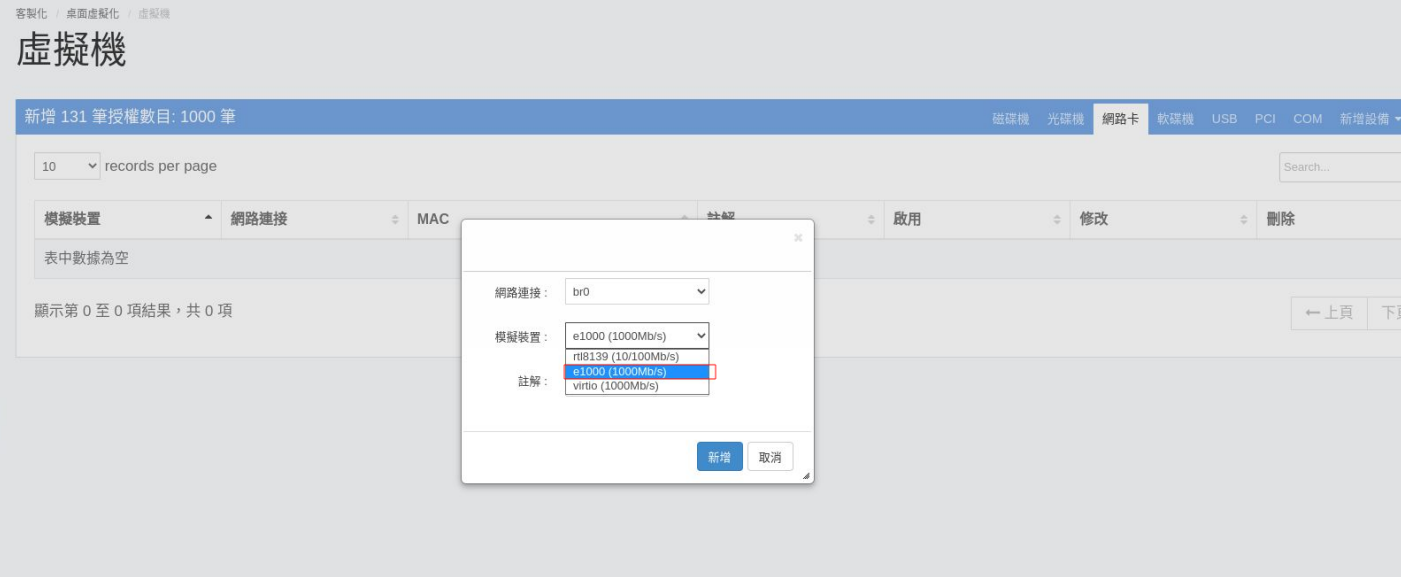 客製化 / 桌面虛擬化 / 虛擬機
虛擬機
新增 131 筆授權數目: 1000 筆
磁碟機 光碟機 網路卡 軟碟機 USB PCI COM 新增設備
10 records per page
Search...
模擬裝置 網路連接 MAC 註解 啟用 修改 刪除
表中數據為空
顯示第 0 至 0 項結果，共 0 項
← 上頁 下頁
×
網路連接 : br0
模擬裝置 : e1000 (1000Mb/s)
rtl8139 (10/100Mb/s)
e1000 (1000Mb/s)
virtio (1000Mb/s)
註解 :
新增 取消